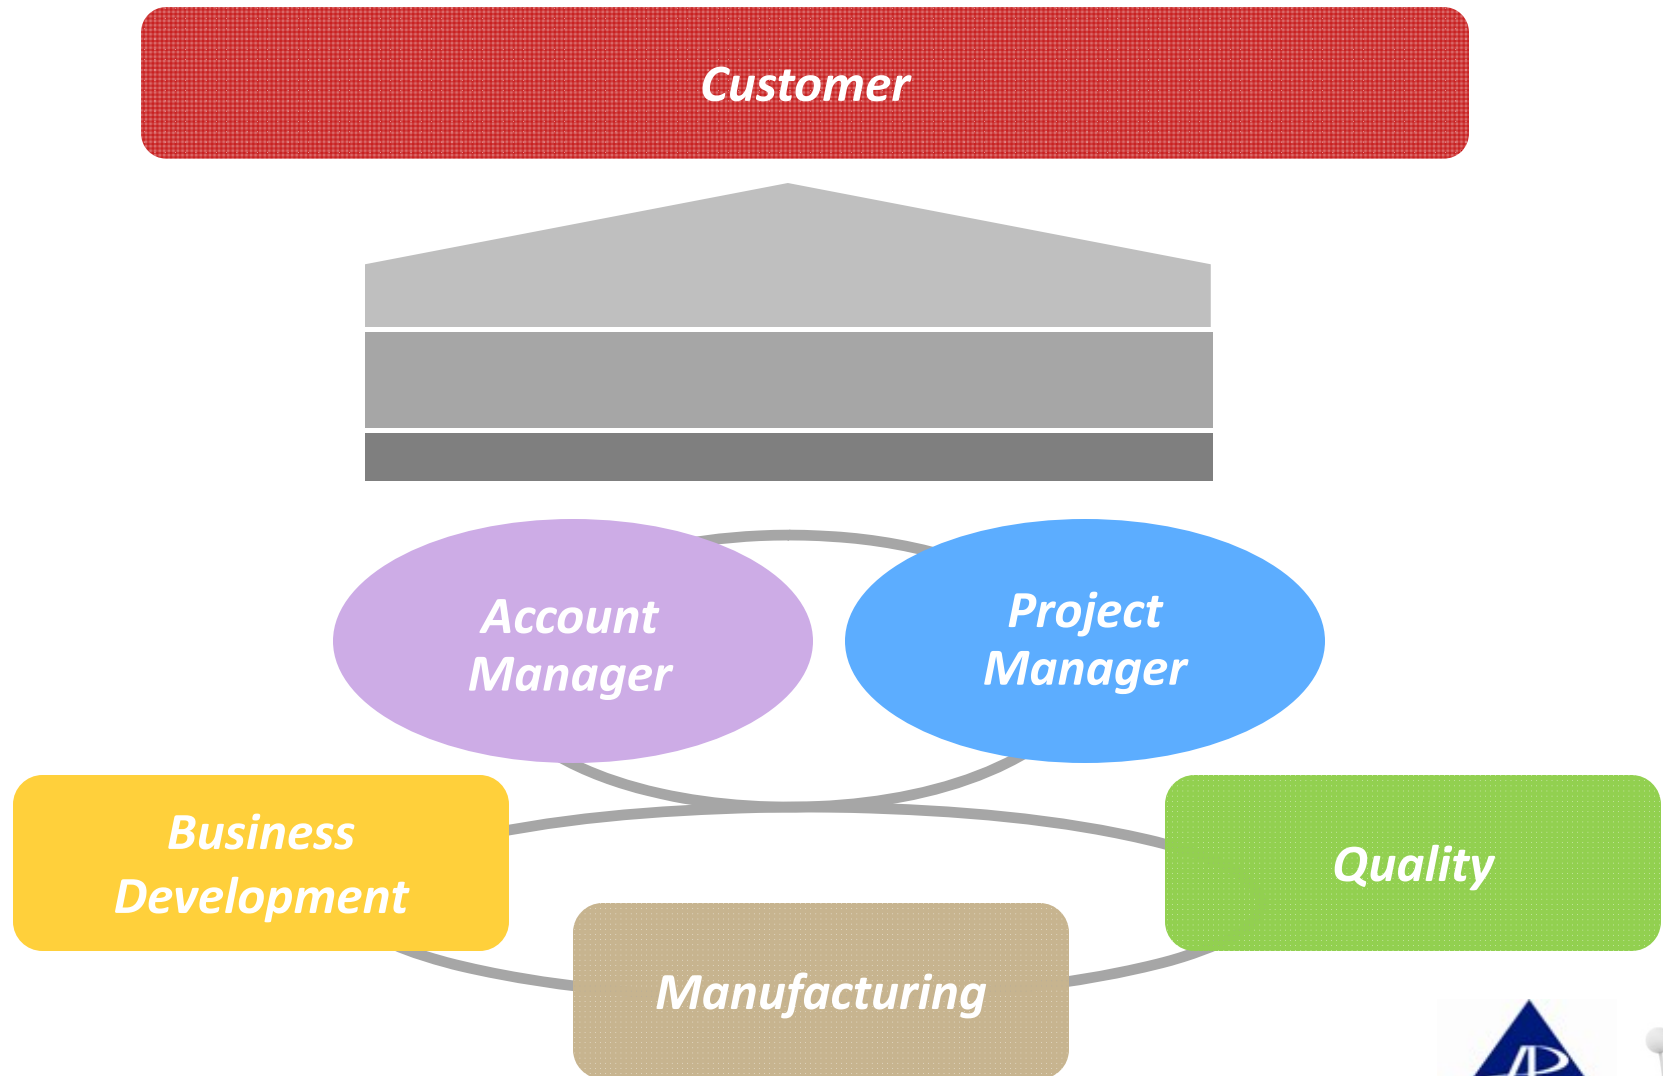 Customer
Account
Manager
Project
Manager
Business
Development
Quality
Manufacturing